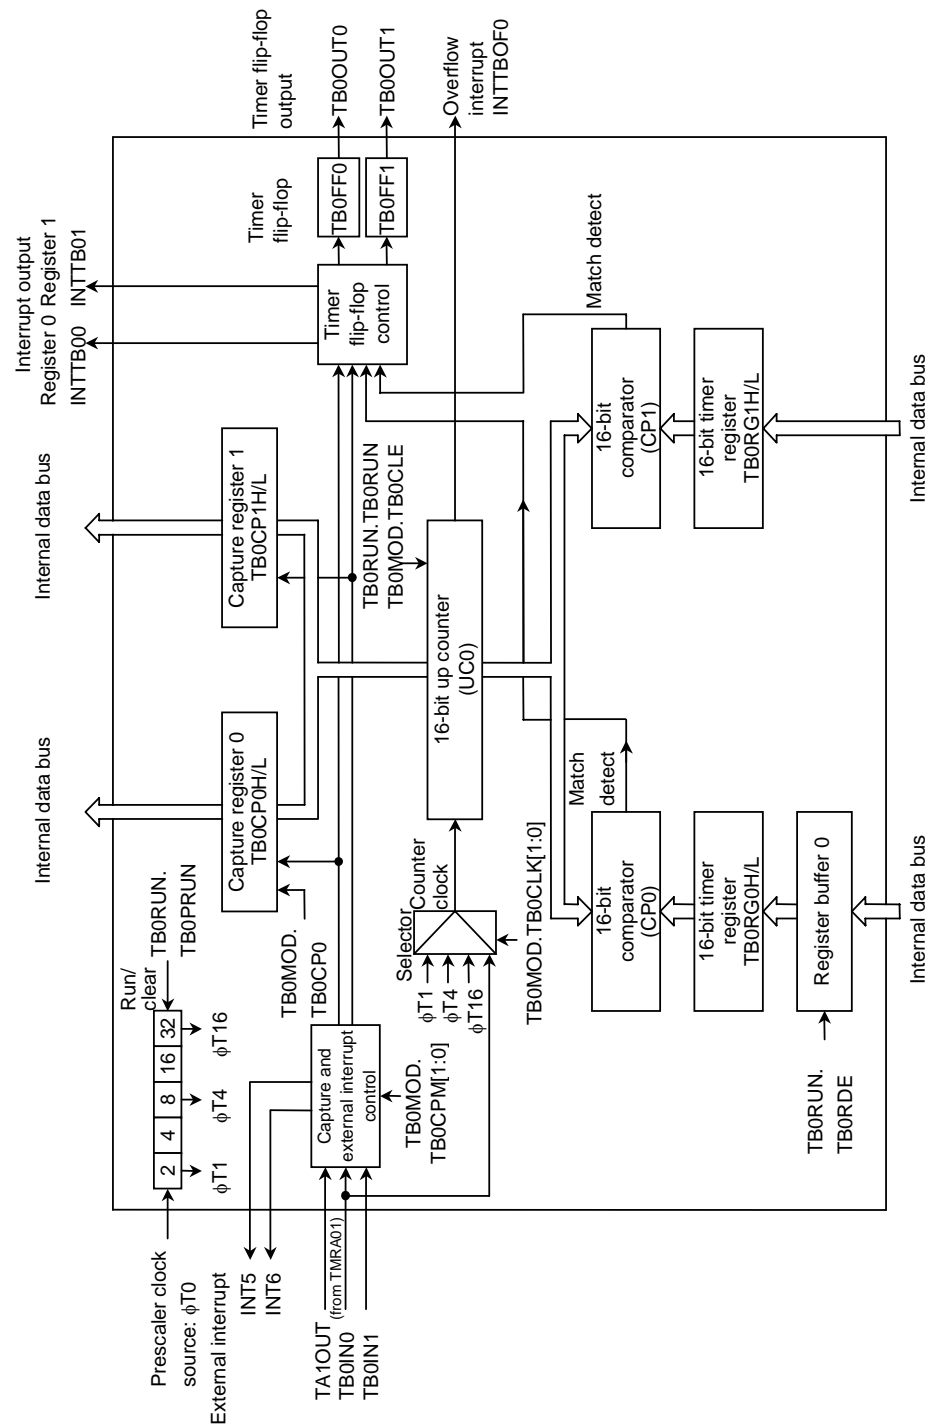 Prescaler clock
source: ϕT0
2
4
8
16
32
Run/
clear
TB0RUN.
TB0PRUN
ϕT1
ϕT4
ϕT16
Internal data bus
Internal data bus
Interrupt output
Register 0 Register 1
INTTB00 INTTB01
External interrupt
INT5
INT6
TA1OUT (from TMRA01)
TB0IN0
TB0IN1
Capture and
external interrupt
control
TB0MOD.
TB0CPM[1:0]
TB0MOD.
TB0CP0
Capture register 0
TB0CP0H/L
Capture register 1
TB0CP1H/L
Timer
flip-flop
control
Timer
flip-flop
TB0FF0
TB0FF1
Timer flip-flop
output
TB0OUT0
TB0OUT1
Overflow
interrupt
INTTBOF0
TB0RUN.TB0RUN
TB0MOD.TB0CLE
Selector
ϕT1
ϕT4
ϕT16
Counter
clock
TB0MOD.TB0CLK[1:0]
16-bit up counter
(UC0)
Match
detect
Match detect
16-bit
comparator
(CP0)
16-bit
comparator
(CP1)
16-bit timer
register
TB0RG0H/L
16-bit timer
register
TB0RG1H/L
Register buffer 0
TB0RUN.
TB0RDE
Internal data bus
Internal data bus